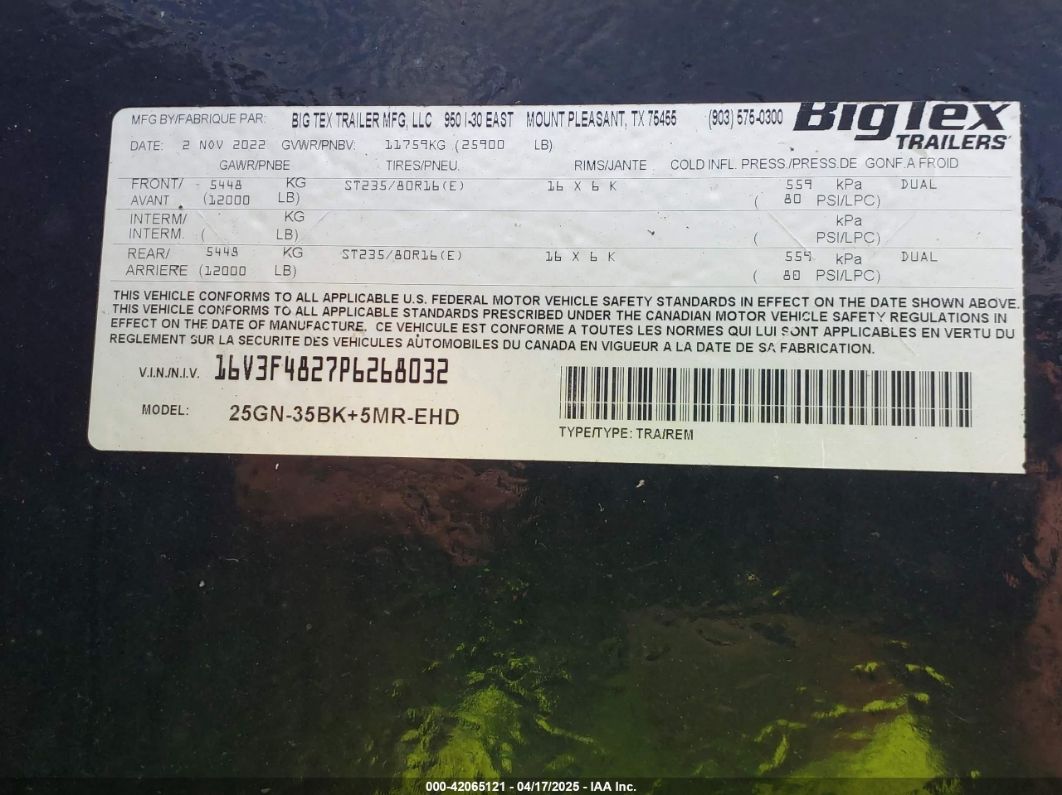 MFG BY/FABRIQUE PAR: BIG TEX TRAILER MFG, LLC 950 I-30 EAST MOUNT PLEASANT, TX 75455 (903) 575-0300 BigTex
TRAILERS
DATE: 2 NOV 2022 GVWR/PNBV: 11759KG (25900 LB)
GAWR/PNBE TIRES/PNEU. RIMS/JANTE COLD INFL. PRESS./PRESS.DE GONF.A FROID
FRONT/ 5448 KG ST235/80R16(E) 16 X 6 K 559 kPa DUAL
AVANT (12000 LB) ( 80 PSI/LPC)
INTERM/ KG kPa
INTERM. ( LB) ( PSI/LPC)
REAR/ 5448 KG ST235/80R16(E) 16 X 6 K 559 kPa DUAL
ARRIERE (12000 LB) ( 80 PSI/LPC)
THIS VEHICLE CONFORMS TO ALL APPLICABLE U.S. FEDERAL MOTOR VEHICLE SAFETY STANDARDS IN EFFECT ON THE DATE SHOWN ABOVE.
THIS VEHICLE CONFORMS TO ALL APPLICABLE STANDARDS PRESCRIBED UNDER THE CANADIAN MOTOR VEHICLE SAFETY REGULATIONS IN
EFFECT ON THE DATE OF MANUFACTURE. CE VEHICULE EST CONFORME A TOUTES LES NORMES QUI LUI SONT APPLICABLES EN VERTU DU
REGLEMENT SUR LA SECURITE DES VEHICULES AUTOMOBILES DU CANADA EN VIGUEUR A LA DATE DE SA FABRICATION.
V.I.N./N.I.V. 16V3F4827P6268032
MODEL: 25GN-35BK+5MR-EHD
TYPE/TYPE: TRA/REM
000-42065121 - 04/17/2025 - IAA Inc.